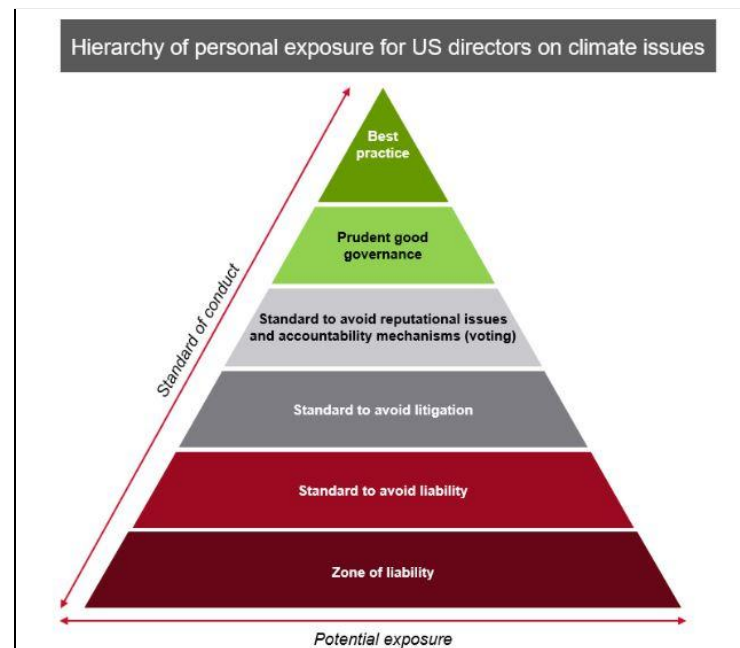 Hierarchy of personal exposure for US directors on climate issues
Best
practice
Prudent good
governance
Standard to avoid reputational issues
and accountability mechanisms (voting)
Standard of conduct
Standard to avoid litigation
Standard to avoid liability
Zone of liability
Potential exposure